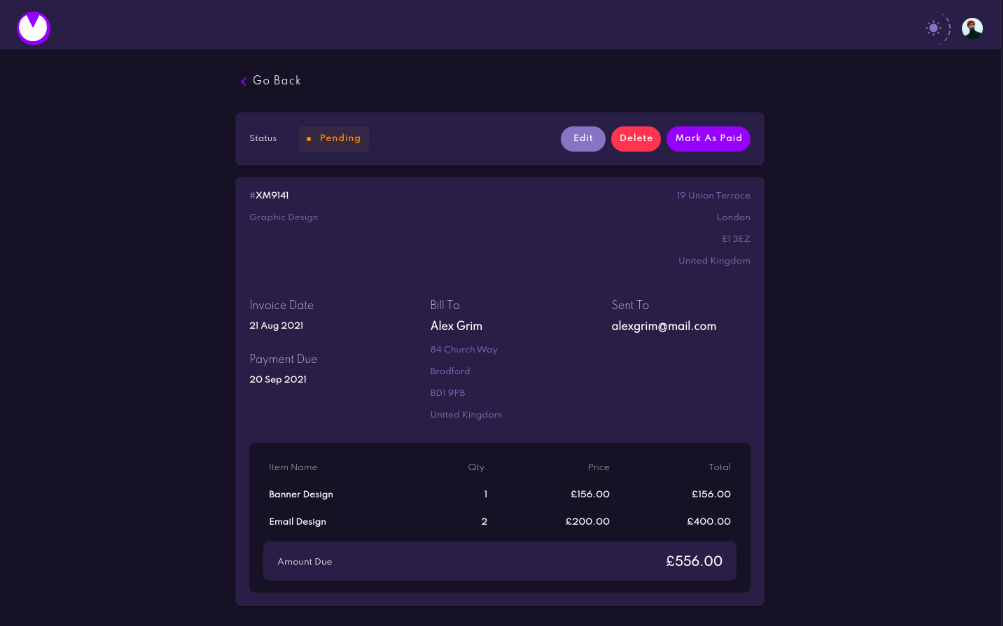 Go Back
Status
Pending
Edit
Delete
Mark As Paid
#XM9141
Graphic Design
19 Union Terrace
London
E1 3EZ
United Kingdom
Invoice Date
21 Aug 2021
Payment Due
20 Sep 2021
Bill To
Alex Grim
84 Church Way
Bradford
BD1 9PB
United Kingdom
Sent To
alexgrim@mail.com
Item Name Qty. Price Total
Banner Design 1 £156.00 £156.00
Email Design 2 £200.00 £400.00
Amount Due £556.00